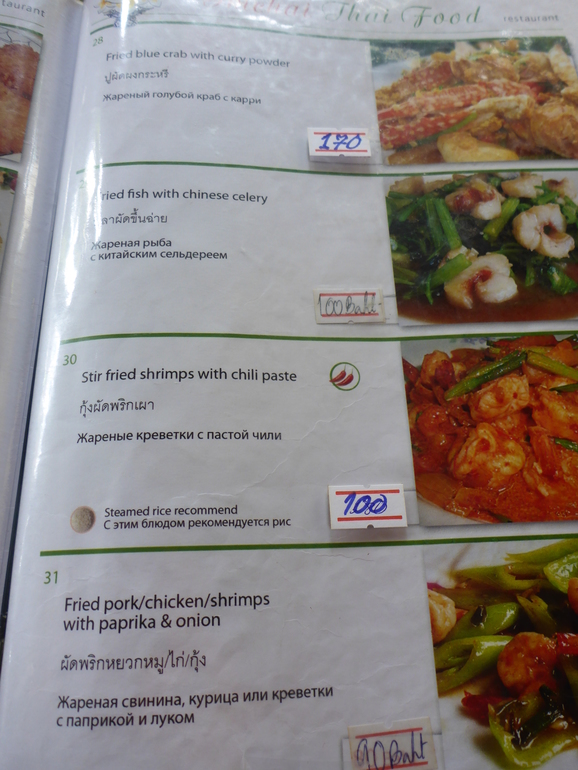 taurant
Thai Food
restaurant
28
Fried blue crab with curry powder
ปูผัดผงกระหรี่
Жареный голубой краб с карри
170
ried fish with chinese celery
ลาผัดขึ้นฉ่าย
Жареная рыба
с китайским сельдереем
100 Baht
30
Stir fried shrimps with chili paste
กุ้งผัดพริกเผา
Жареные креветки с пастой чили
100
Steamed rice recommend
С этим блюдом рекомендуется рис
31
Fried pork/chicken/shrimps
with paprika & onion
ผัดพริกหยวกหมู/ไก่/กุ้ง
Жареная свинина, курица или креветки
с паприкой и луком
90 Baht